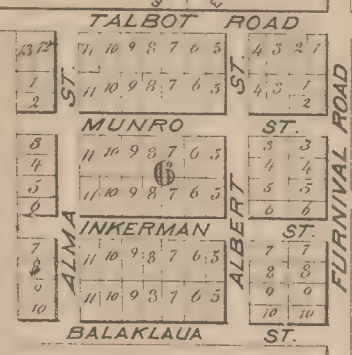 TALBOT ROAD
13 12 11 10 9 8 7 6 5 4 3 2 1
1 11 10 9 8 7 6 5 4 3 1
2 2
ST.
ST.
MUNRO ST.
3 11 10 9 8 7 6 5 3 3
4 4 4
6
5 11 10 9 8 7 6 5 5 5
6 6 6
ALMA
ALBERT
FURNIVAL ROAD
INKERMAN ST.
7 11 10 9 8 7 6 5 7 7
8 8 8
9 11 10 9 8 7 6 5 9 9
10 10 10
BALAKLAUA ST.